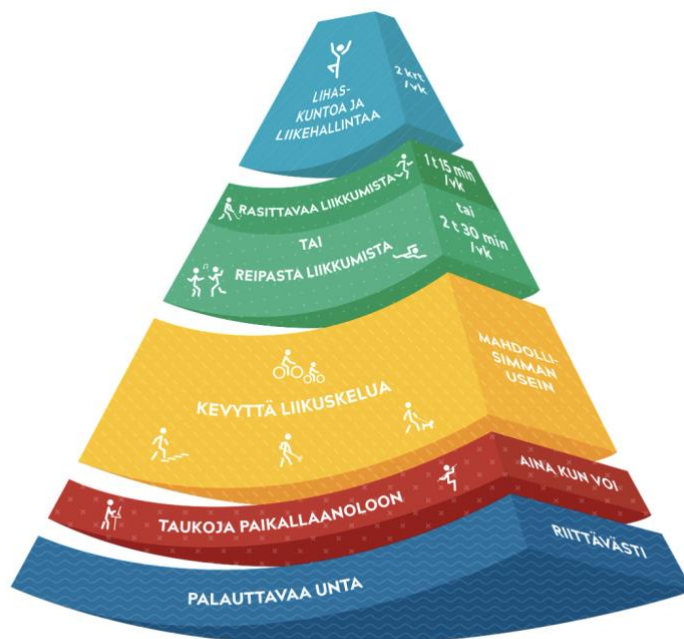 LIHAS-
KUNTOA JA
LIIKEHALLINTAA
2 krt
/vk
RASITTAVAA LIIKKUMISTA
1 t 15 min
/vk
TAI
tai
REIPASTA LIIKKUMISTA
2 t 30 min
/vk
KEVYTTÄ LIIKUSKELUA
MAHDOLLI-
SIMMAN
USEIN
TAUKOJA PAIKALLAANOLOON
AINA KUN VOI
PALAUTTAVAA UNTA
RIITTÄVÄSTI